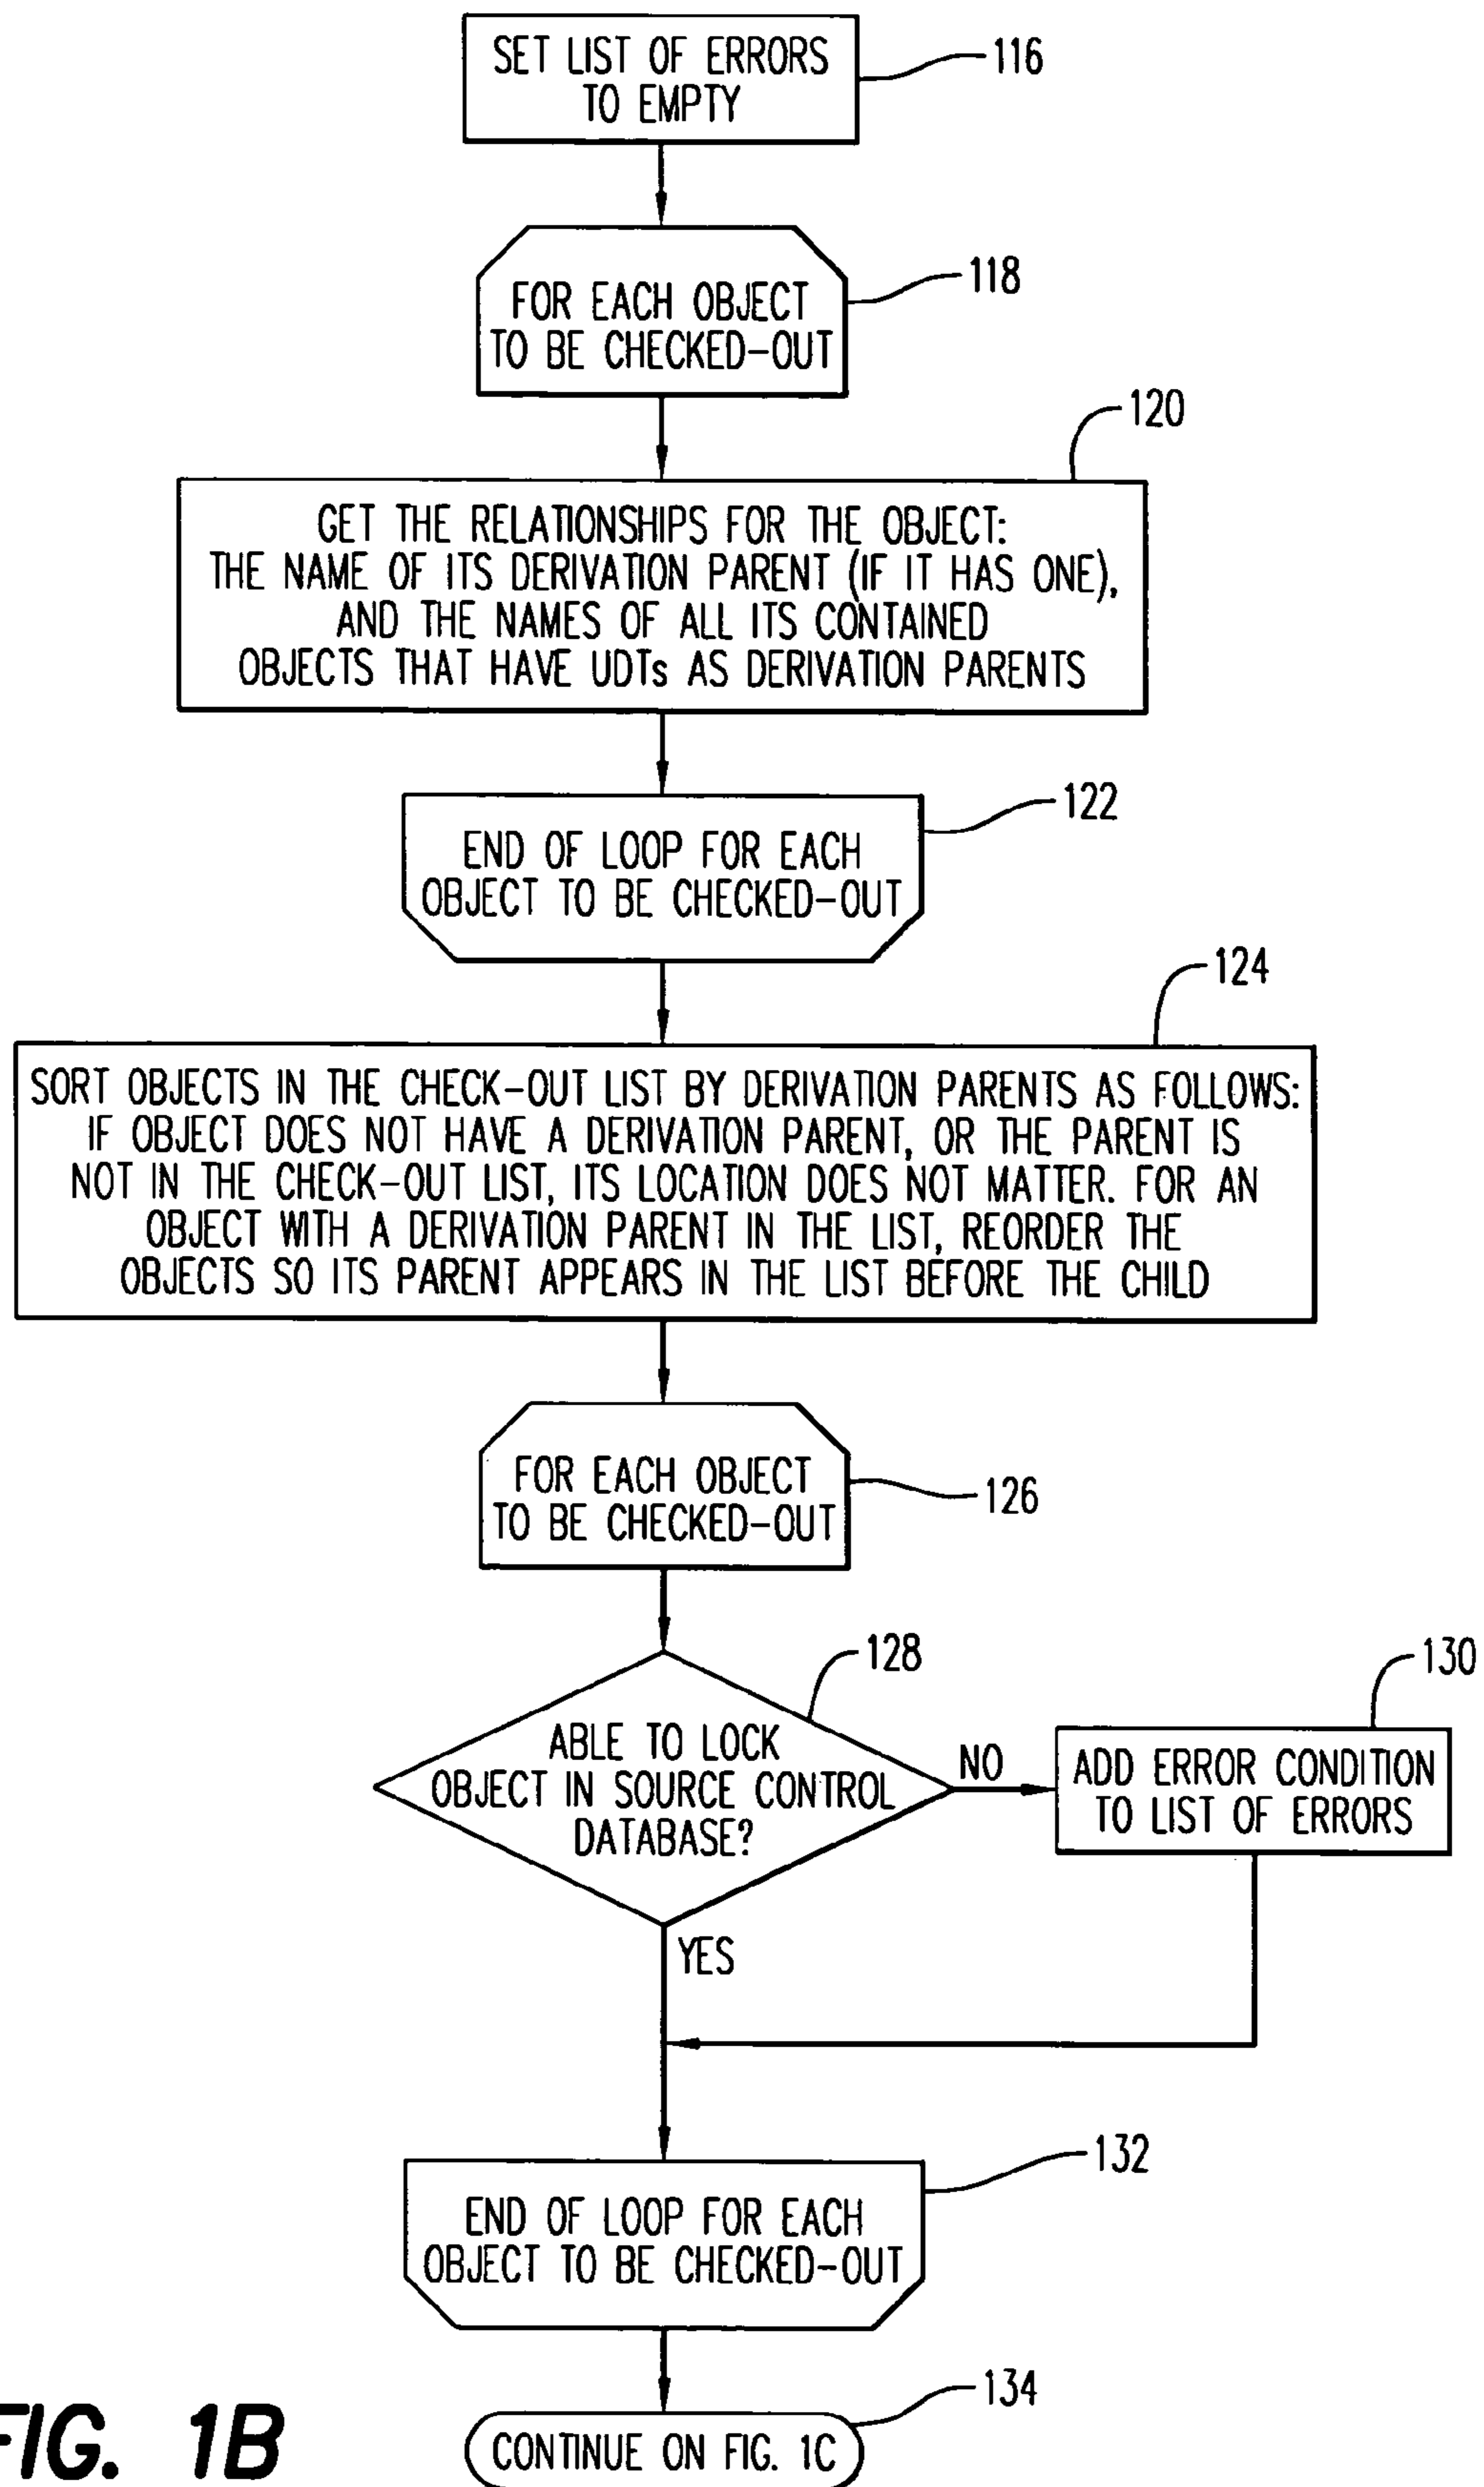 SET LIST OF ERRORS
TO EMPTY
116
FOR EACH OBJECT
TO BE CHECKED-OUT
118
120
GET THE RELATIONSHIPS FOR THE OBJECT:
THE NAME OF ITS DERIVATION PARENT (IF IT HAS ONE),
AND THE NAMES OF ALL ITS CONTAINED
OBJECTS THAT HAVE UDTs AS DERIVATION PARENTS
122
END OF LOOP FOR EACH
OBJECT TO BE CHECKED-OUT
124
SORT OBJECTS IN THE CHECK-OUT LIST BY DERIVATION PARENTS AS FOLLOWS:
IF OBJECT DOES NOT HAVE A DERIVATION PARENT, OR THE PARENT IS
NOT IN THE CHECK-OUT LIST, ITS LOCATION DOES NOT MATTER. FOR AN
OBJECT WITH A DERIVATION PARENT IN THE LIST, REORDER THE
OBJECTS SO ITS PARENT APPEARS IN THE LIST BEFORE THE CHILD
FOR EACH OBJECT
TO BE CHECKED-OUT
126
128
ABLE TO LOCK
OBJECT IN SOURCE CONTROL
DATABASE?
NO
130
ADD ERROR CONDITION
TO LIST OF ERRORS
YES
132
END OF LOOP FOR EACH
OBJECT TO BE CHECKED-OUT
134
CONTINUE ON FIG. 1C
FIG. 1B